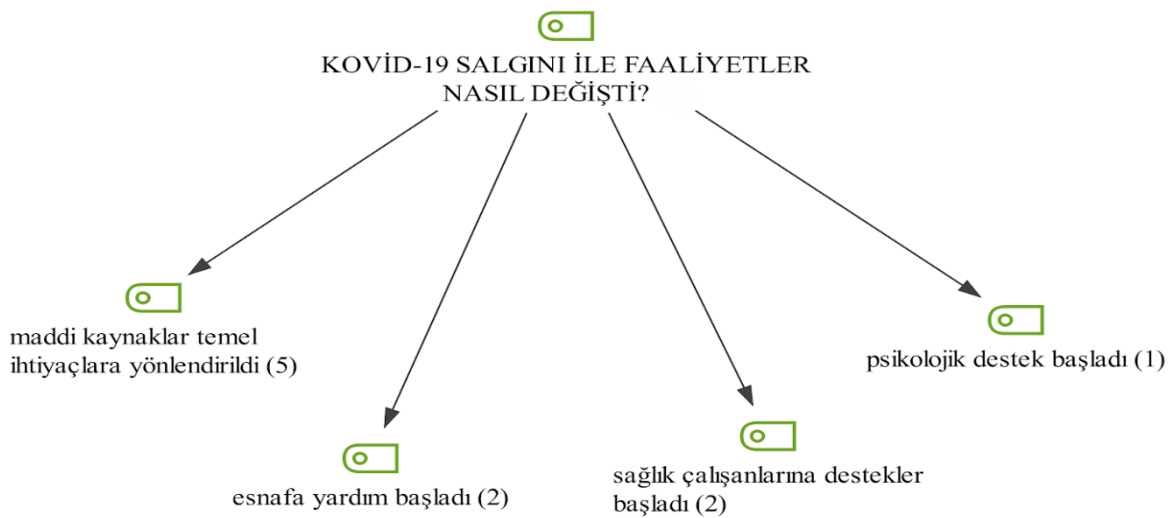 KOVİD-19 SALGINI İLE FAALİYETLER
NASIL DEĞİŞTİ?
maddi kaynaklar temel
ihtiyaçlara yönlendirildi (5)
psikolojik destek başladı (1)
esnafa yardım başladı (2)
sağlık çalışanlarına destekler
başladı (2)